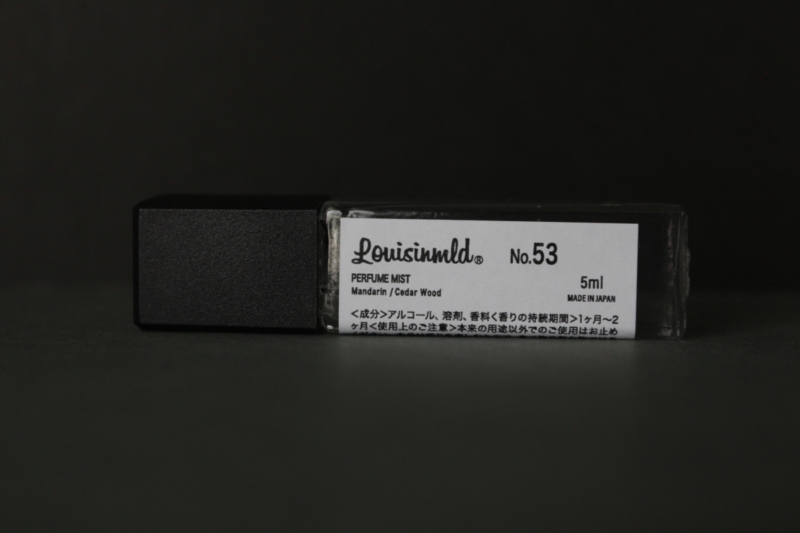 Louisinmld® No.53
PERFUME MIST 5ml
Mandarin / Cedar Wood MADE IN JAPAN
<成分>アルコール、溶剤、香料<香りの持続期間>1ヶ月〜2
ヶ月<使用上のご注意>本来の用途以外でのご使用はお止め